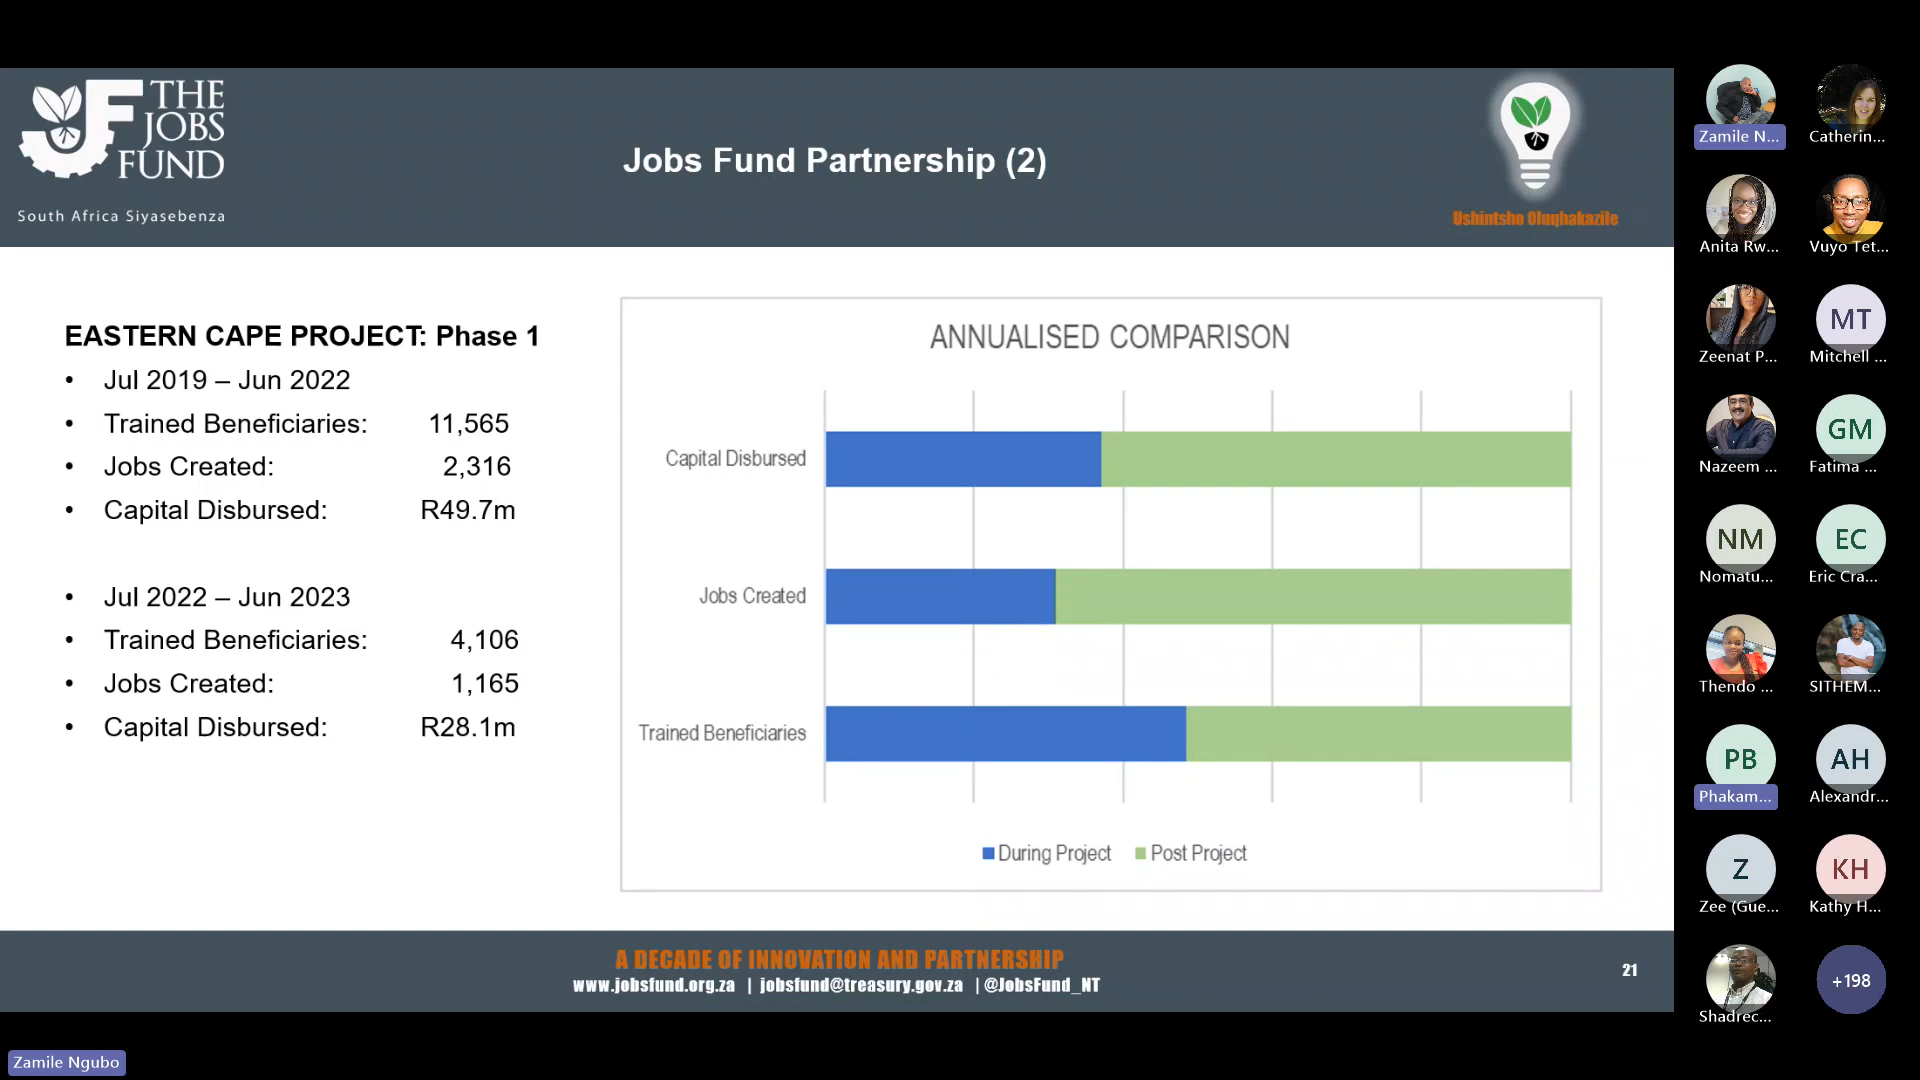 THE
JOBS
FUND
South Africa Siyasebenza
Jobs Fund Partnership (2)
Ushintsho Oluqhakazile
EASTERN CAPE PROJECT: Phase 1
• Jul 2019 – Jun 2022
• Trained Beneficiaries: 11,565
• Jobs Created: 2,316
• Capital Disbursed: R49.7m
• Jul 2022 – Jun 2023
• Trained Beneficiaries: 4,106
• Jobs Created: 1,165
• Capital Disbursed: R28.1m
ANNUALISED COMPARISON
Capital Disbursed
Jobs Created
Trained Beneficiaries
During Project Post Project
A DECADE OF INNOVATION AND PARTNERSHIP
www.jobsfund.org.za | jobsfund@treasury.gov.za | @JobsFund_NT
21
Zamile N... Catherin...
Anita Rw... Vuyo Tet...
MT
Zeenat P... Mitchell ...
GM
Nazeem ... Fatima ...
NM EC
Nomatu... Eric Cra...
Thendo ... SITHEM...
PB AH
Phakam... Alexandr...
Z KH
Zee (Gue... Kathy H...
+198
Shadrec...
Zamile Ngubo